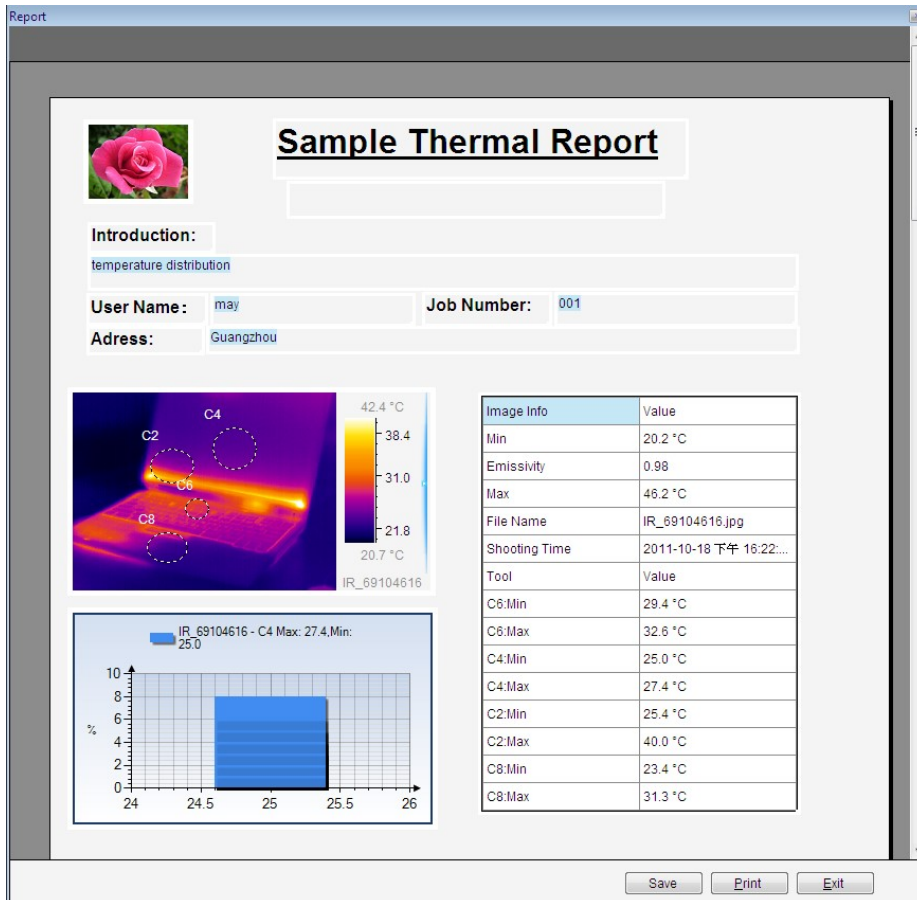 Report
Sample Thermal Report
Introduction:
temperature distribution
User Name: may Job Number: 001
Adress: Guangzhou
C4
C2
C6
C8
42.4 °C
38.4
31.0
21.8
20.7 °C
IR_69104616
IR_69104616 - C4 Max: 27.4,Min:
25.0
10
8
6
%
4
2
0
24 24.5 25 25.5 26
Image Info Value
Min 20.2 °C
Emissivity 0.98
Max 46.2 °C
File Name IR_69104616.jpg
Shooting Time 2011-10-18 下午 16:22:...
Tool Value
C6:Min 29.4 °C
C6:Max 32.6 °C
C4:Min 25.0 °C
C4:Max 27.4 °C
C2:Min 25.4 °C
C2:Max 40.0 °C
C8:Min 23.4 °C
C8:Max 31.3 °C
Save Print Exit